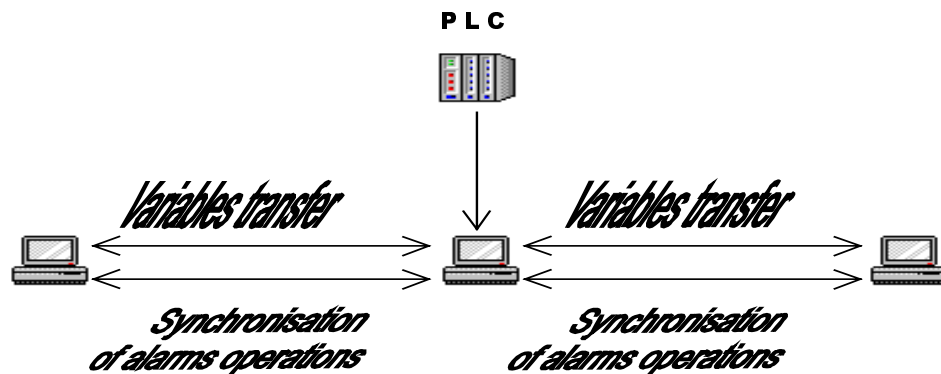 P L C
Variables transfer
Variables transfer
Synchronisation
of alarms operations
Synchronisation
of alarms operations